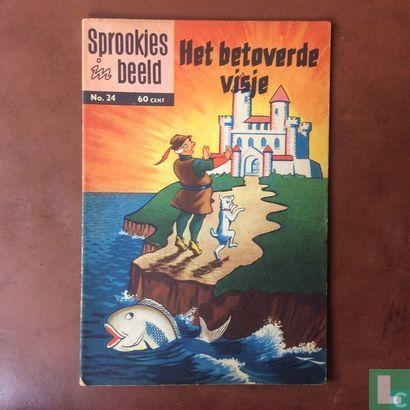 Sprookjes
in beeld
No. 24 60 CENT
Het betoverde
visje